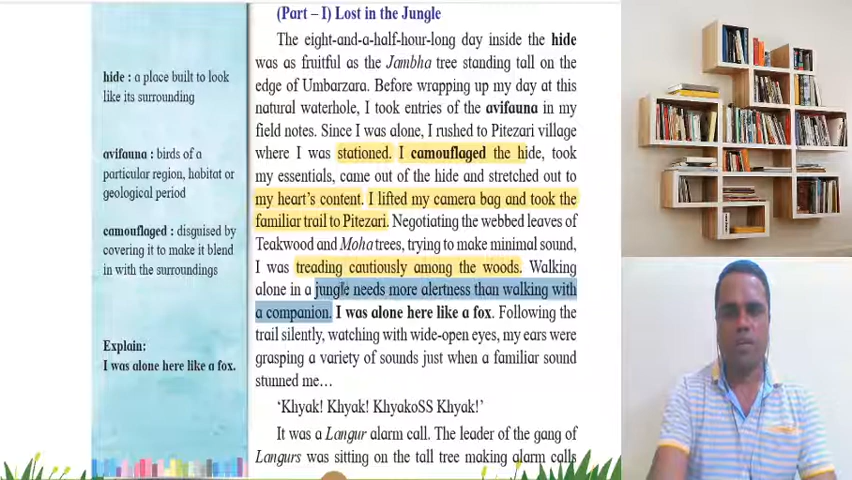 (Part – I) Lost in the Jungle
The eight-and-a-half-hour-long day inside the hide
was as fruitful as the Jambha tree standing tall on the
edge of Umbarzara. Before wrapping up my day at this
natural waterhole, I took entries of the avifauna in my
field notes. Since I was alone, I rushed to Pitezari village
where I was stationed. I camouflaged the hide, took
my essentials, came out of the hide and stretched out to
my heart's content. I lifted my camera bag and took the
familiar trail to Pitezari. Negotiating the webbed leaves of
Teakwood and Moha trees, trying to make minimal sound,
I was treading cautiously among the woods. Walking
alone in a jungle needs more alertness than walking with
a companion. I was alone here like a fox. Following the
trail silently, watching with wide-open eyes, my ears were
grasping a variety of sounds just when a familiar sound
stunned me…
'Khyak! Khyak! KhyakoSS Khyak!'
It was a Langur alarm call. The leader of the gang of
Langurs was sitting on the tall tree making alarm calls
hide : a place built to look
like its surrounding
avifauna : birds of a
particular region, habitat or
geological period
camouflaged : disguised by
covering it to make it blend
in with the surroundings
Explain:
I was alone here like a fox.